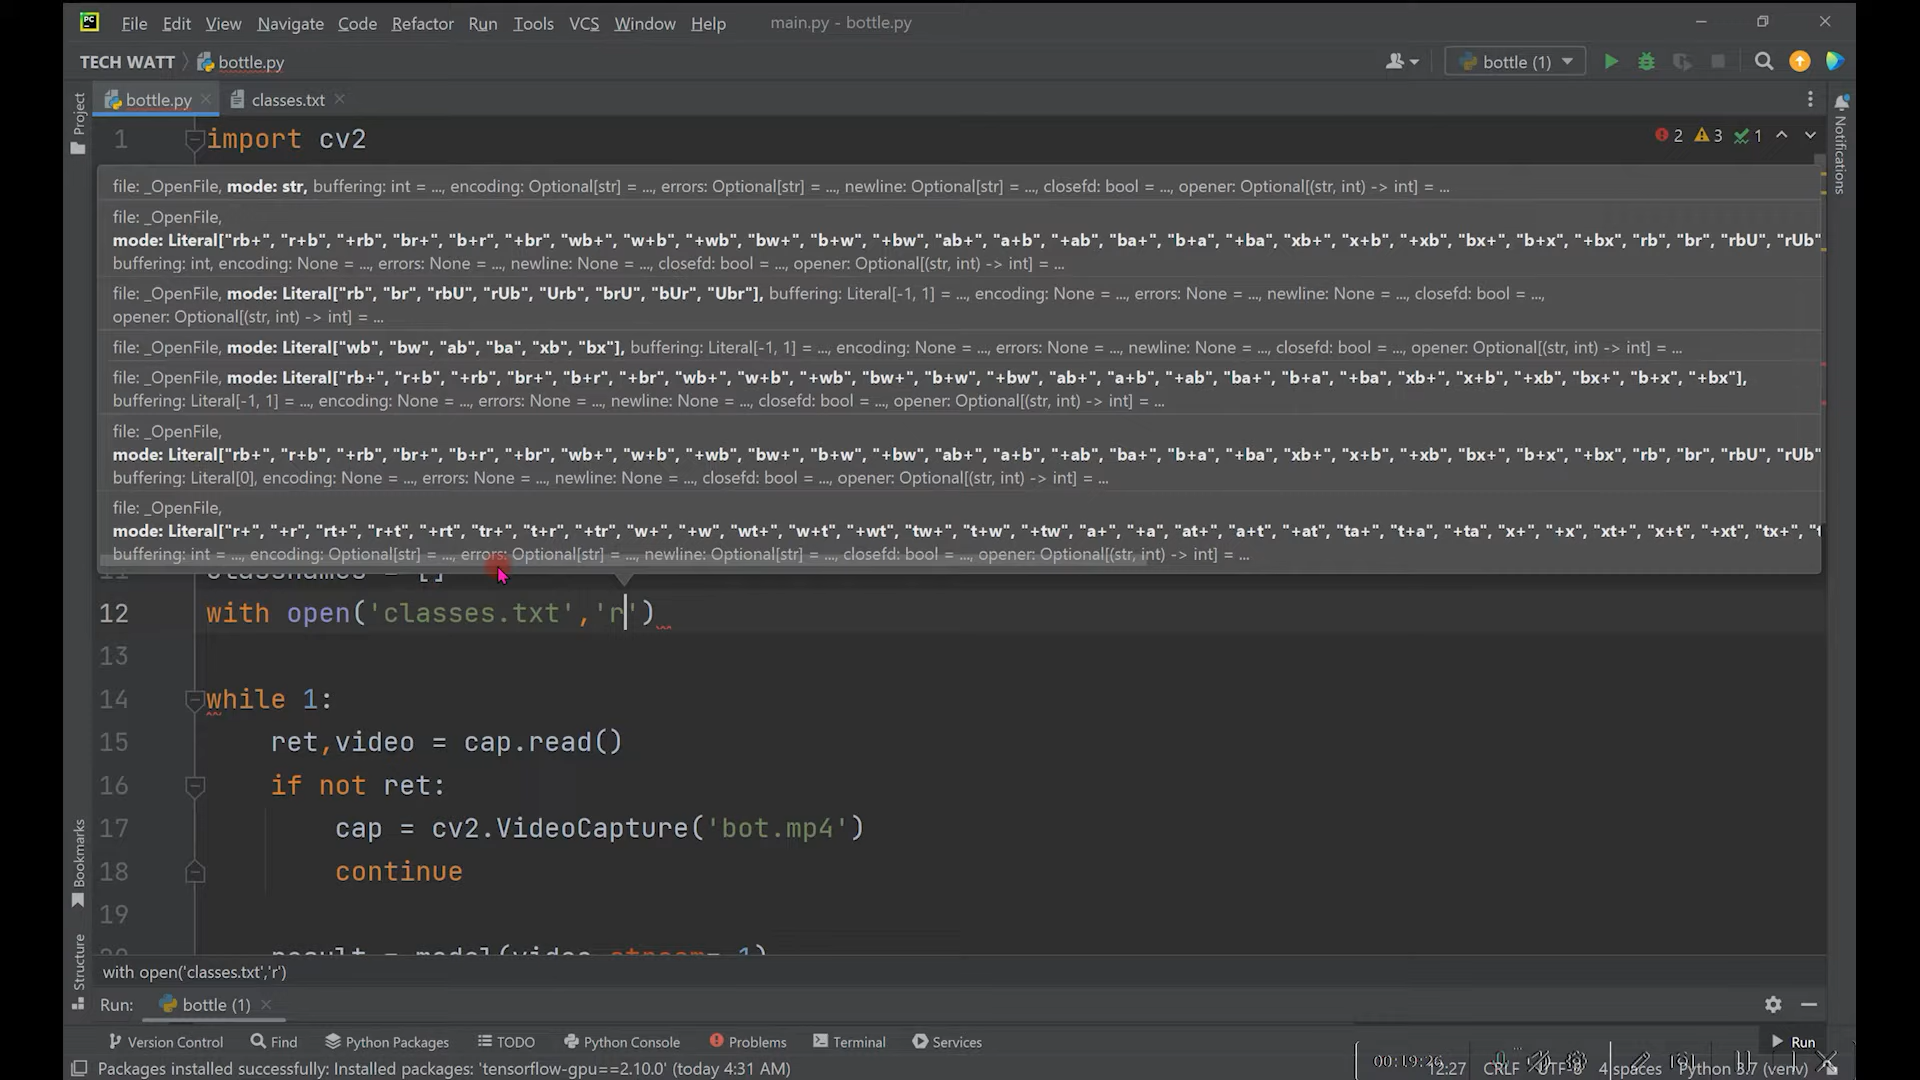 PC File Edit View Navigate Code Refactor Run Tools VCS Window Help main.py - bottle.py
TECH WATT bottle.py bottle (1)
bottle.py classes.txt
Project
Notifications
1 import cv2 2 3 1
file: _OpenFile, mode: str, buffering: int = ..., encoding: Optional[str] = ..., errors: Optional[str] = ..., newline: Optional[str] = ..., closefd: bool = ..., opener: Optional[(str, int) -> int] = ...
file: _OpenFile,
mode: Literal["rb+", "r+b", "+rb", "br+", "b+r", "+br", "wb+", "w+b", "+wb", "bw+", "b+w", "+bw", "ab+", "a+b", "+ab", "ba+", "b+a", "+ba", "xb+", "x+b", "+xb", "bx+", "b+x", "+bx", "rb", "br", "rbU", "rUb"
buffering: int, encoding: None = ..., errors: None = ..., newline: None = ..., closefd: bool = ..., opener: Optional[(str, int) -> int] = ...
file: _OpenFile, mode: Literal["rb", "br", "rbU", "rUb", "Urb", "brU", "bUr", "Ubr"], buffering: Literal[-1, 1] = ..., encoding: None = ..., errors: None = ..., newline: None = ..., closefd: bool = ...,
opener: Optional[(str, int) -> int] = ...
file: _OpenFile, mode: Literal["wb", "bw", "ab", "ba", "xb", "bx"], buffering: Literal[-1, 1] = ..., encoding: None = ..., errors: None = ..., newline: None = ..., closefd: bool = ..., opener: Optional[(str, int) -> int] = ...
file: _OpenFile, mode: Literal["rb+", "r+b", "+rb", "br+", "b+r", "+br", "wb+", "w+b", "+wb", "bw+", "b+w", "+bw", "ab+", "a+b", "+ab", "ba+", "b+a", "+ba", "xb+", "x+b", "+xb", "bx+", "b+x", "+bx"],
buffering: Literal[-1, 1] = ..., encoding: None = ..., errors: None = ..., newline: None = ..., closefd: bool = ..., opener: Optional[(str, int) -> int] = ...
file: _OpenFile,
mode: Literal["rb+", "r+b", "+rb", "br+", "b+r", "+br", "wb+", "w+b", "+wb", "bw+", "b+w", "+bw", "ab+", "a+b", "+ab", "ba+", "b+a", "+ba", "xb+", "x+b", "+xb", "bx+", "b+x", "+bx", "rb", "br", "rbU", "rUb"
buffering: Literal[0], encoding: None = ..., errors: None = ..., newline: None = ..., closefd: bool = ..., opener: Optional[(str, int) -> int] = ...
file: _OpenFile,
mode: Literal["r+", "+r", "rt+", "r+t", "+rt", "tr+", "t+r", "+tr", "w+", "+w", "wt+", "w+t", "+wt", "tw+", "t+w", "+tw", "a+", "+a", "at+", "a+t", "+at", "ta+", "t+a", "+ta", "x+", "+x", "xt+", "x+t", "+xt", "tx+", "t
buffering: int = ..., encoding: Optional[str] = ..., errors: Optional[str] = ..., newline: Optional[str] = ..., closefd: bool = ..., opener: Optional[(str, int) -> int] = ...
11 classnames = []
12 with open('classes.txt','r')
13
14 while 1:
15 ret,video = cap.read()
16 if not ret:
17 cap = cv2.VideoCapture('bot.mp4')
18 continue
19
result = model(video,stream= 1)
Bookmarks
Structure
with open('classes.txt','r')
Run: bottle (1)
Version Control Find Python Packages TODO Python Console Problems Terminal Services Run
Packages installed successfully: Installed packages: 'tensorflow-gpu==2.10.0' (today 4:31 AM) 00:19:26 12:27 CRLF UTF-8 4 spaces Python 3.7 (venv)